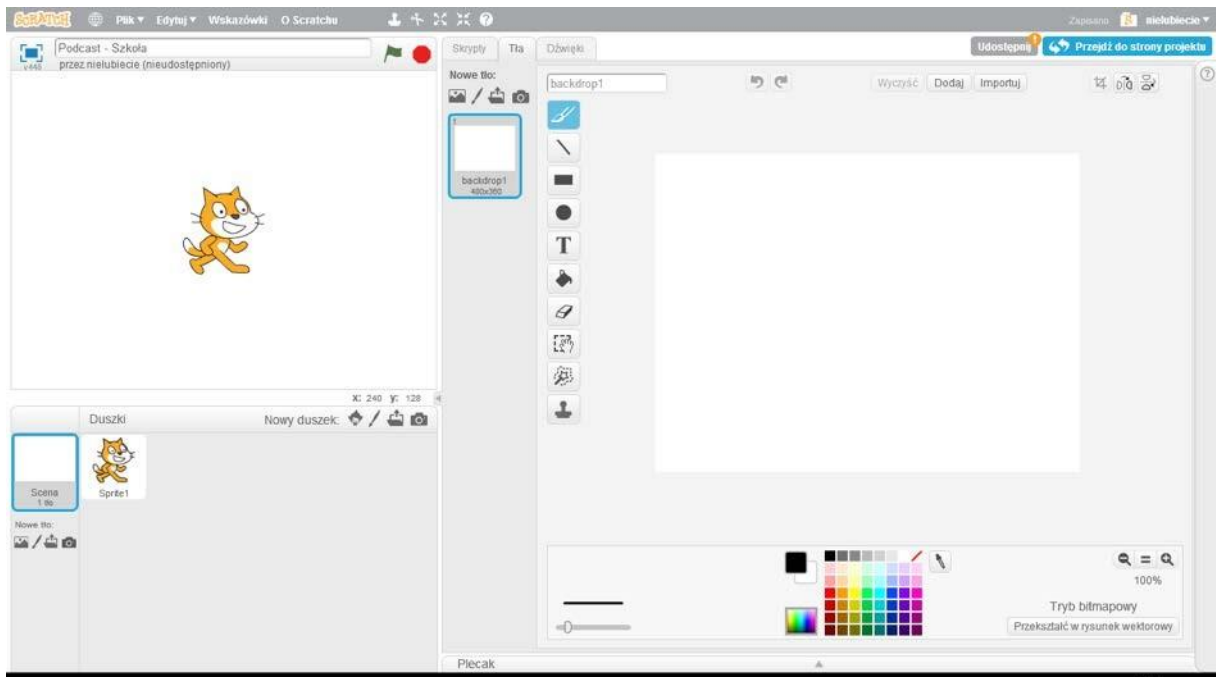 SCRATCH Plik Edytuj Wskazówki O Scratchu Zapisano nielubiecie
Podcast - Szkoła
v446
przez nielubiecie (nieudostępniony)
Skrypty Tła Dźwięki
Udostępnij Przejdź do strony projektu
Nowe tło:
backdrop1
Wyczyść Dodaj Importuj
1
backdrop1
480x360
T
x: 240 y: 128
Duszki Nowy duszek:
Scena
1 tło
Sprite1
Nowe tło:
100%
Tryb bitmapowy
Przekształć w rysunek wektorowy
Plecak